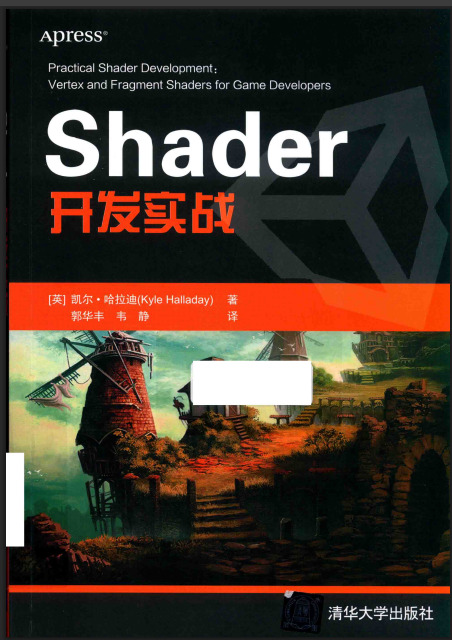 Apress®
Practical Shader Development:
Vertex and Fragment Shaders for Game Developers
Shader
开发实战
[英] 凯尔·哈拉迪(Kyle Halladay) 著
郭华丰 韦 静 译
清华大学出版社